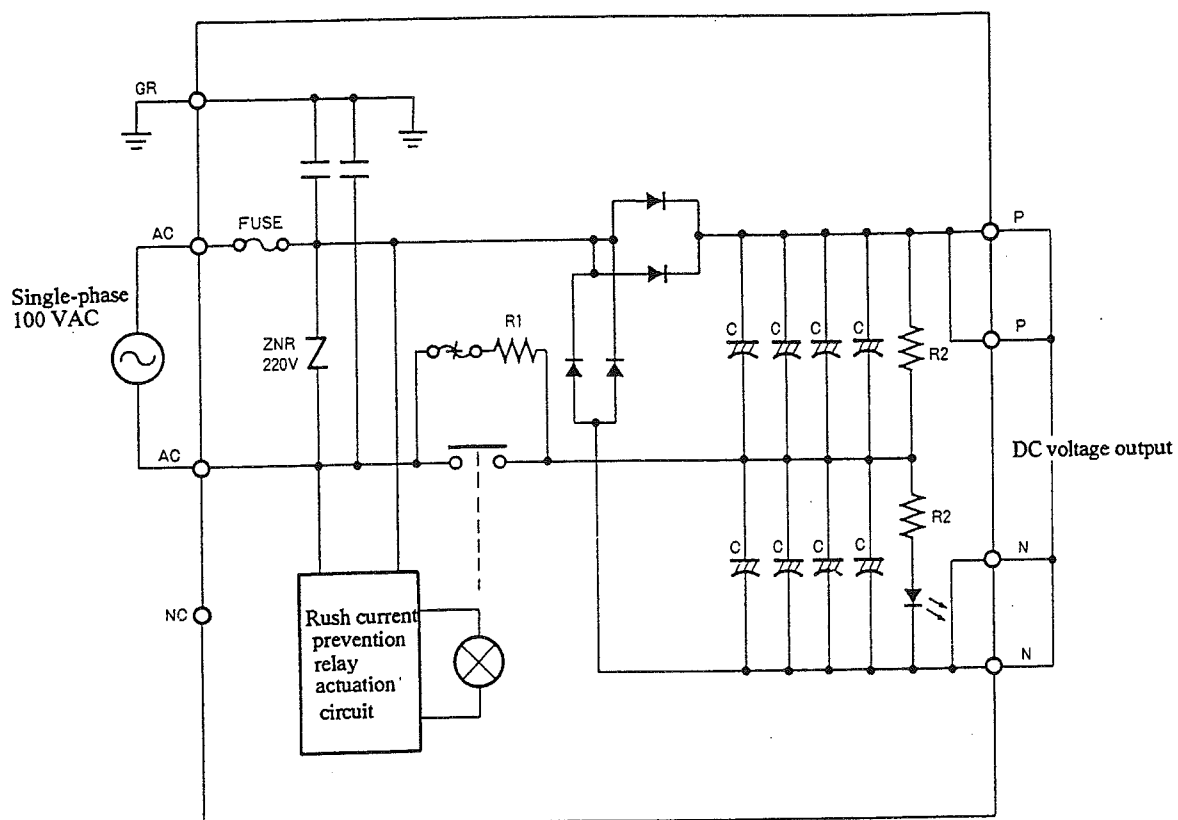 GR
AC
FUSE
P
Single-phase
100 VAC
R1
ZNR
220V
C
C
C
C
R2
P
AC
DC voltage output
R2
C
C
C
C
N
NC
Rush current
prevention
relay
actuation
circuit
N